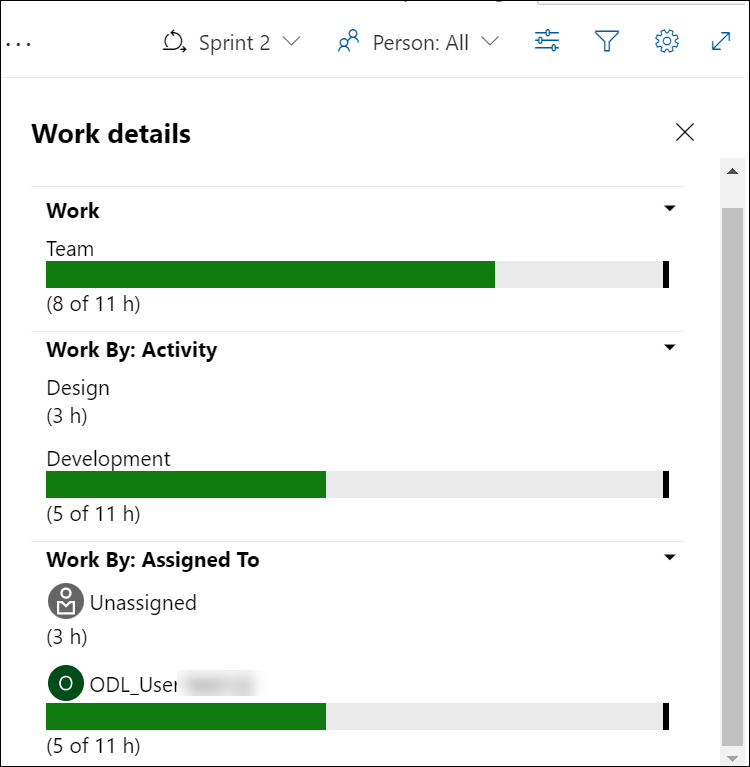 Sprint 2
Person: All
Work details
Work
Team
(8 of 11 h)
Work By: Activity
Design
(3 h)
Development
(5 of 11 h)
Work By: Assigned To
Unassigned
(3 h)
O ODL_User
(5 of 11 h)